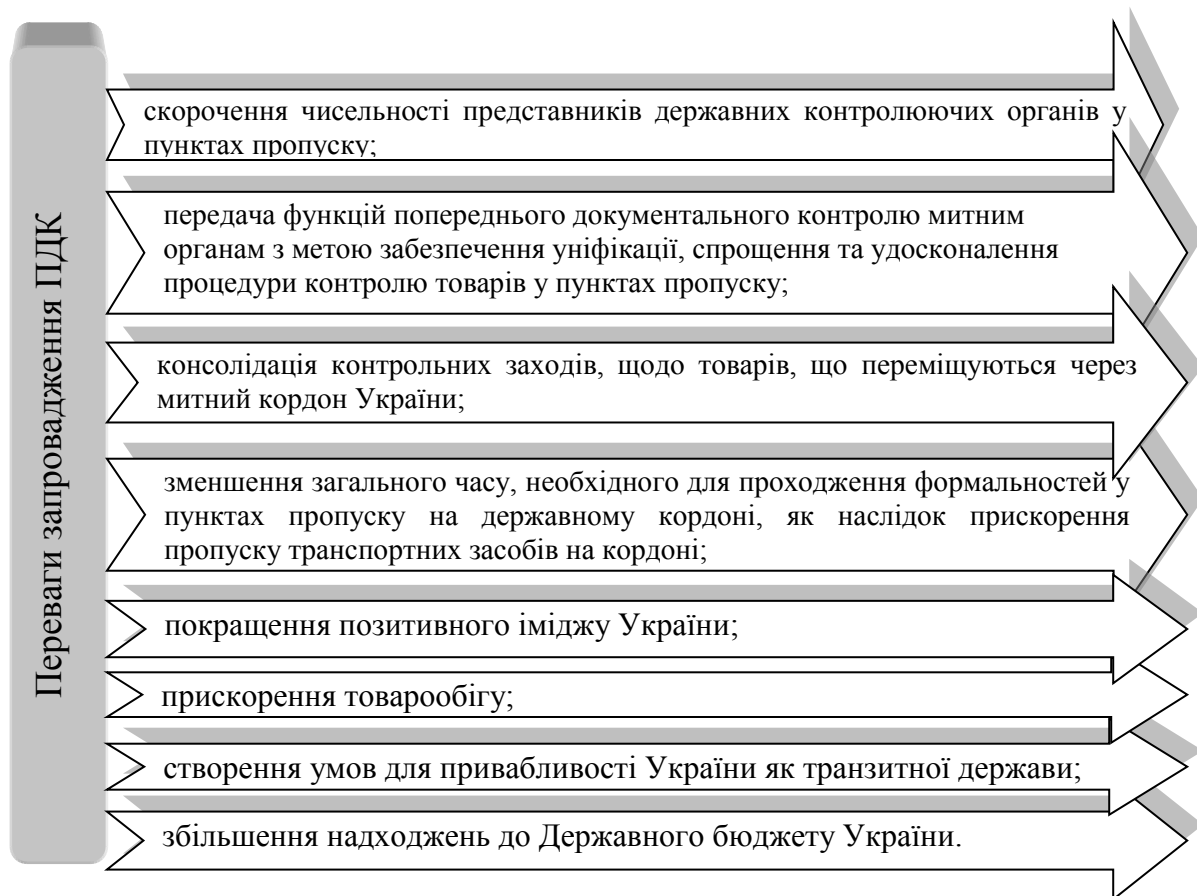 Переваги запровадження ПДК
скорочення чисельності представників державних контролюючих органів у
пунктах пропуску;
передача функцій попереднього документального контролю митним
органам з метою забезпечення уніфікації, спрощення та удосконалення
процедури контролю товарів у пунктах пропуску;
консолідація контрольних заходів, щодо товарів, що переміщуються через
митний кордон України;
зменшення загального часу, необхідного для проходження формальностей у
пунктах пропуску на державному кордоні, як наслідок прискорення
пропуску транспортних засобів на кордоні;
покращення позитивного іміджу України;
прискорення товарообігу;
створення умов для привабливості України як транзитної держави;
збільшення надходжень до Державного бюджету України.